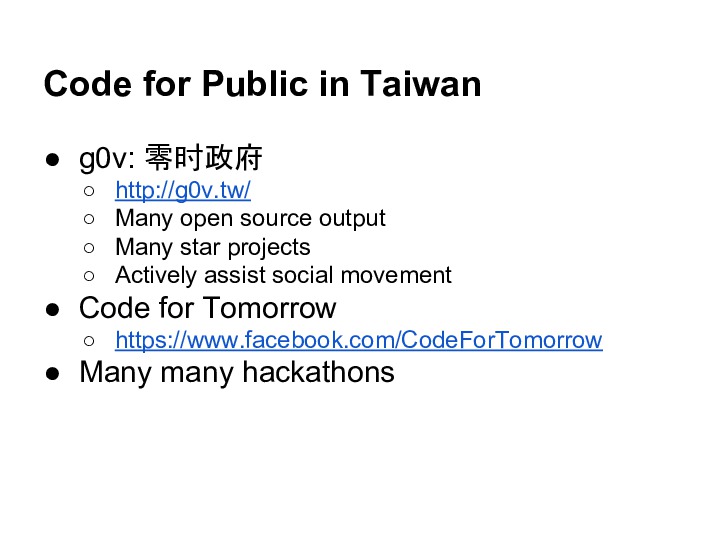 Code for Public in Taiwan
● g0v: 零时政府
○ http://g0v.tw/
○ Many open source output
○ Many star projects
○ Actively assist social movement
● Code for Tomorrow
○ https://www.facebook.com/CodeForTomorrow
● Many many hackathons